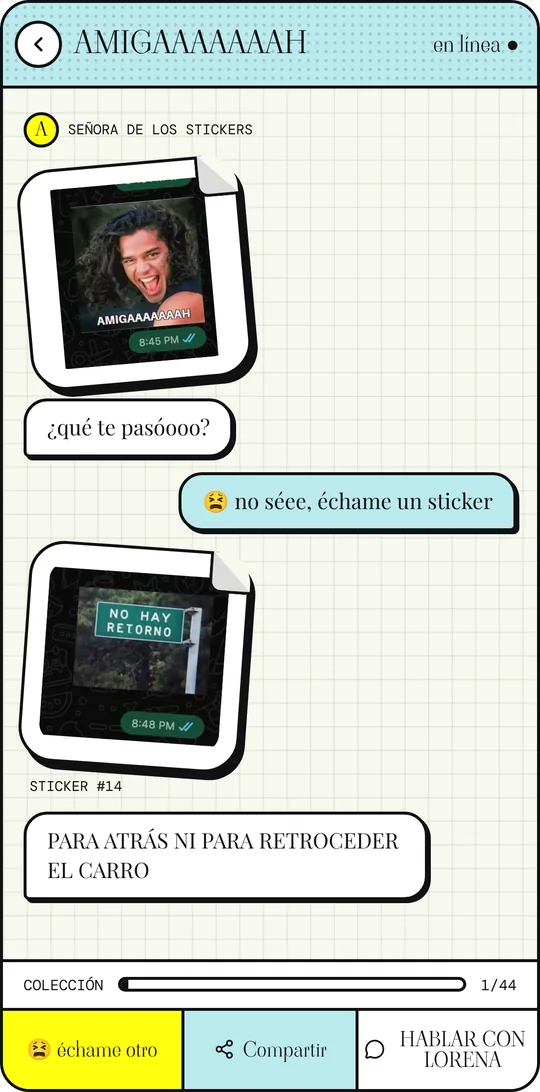 AMIGAAAAAAAH
en línea
A
SEÑORA DE LOS STICKERS
AMIGAAAAAAAH
8:45 PM
¿qué te pasóooo?
😫 no séee, échame un sticker
NO HAY
RETORNO
8:48 PM
STICKER #14
PARA ATRÁS NI PARA RETROCEDER
EL CARRO
COLECCIÓN
1/44
😫 échame otro
Compartir
HABLAR CON
LORENA